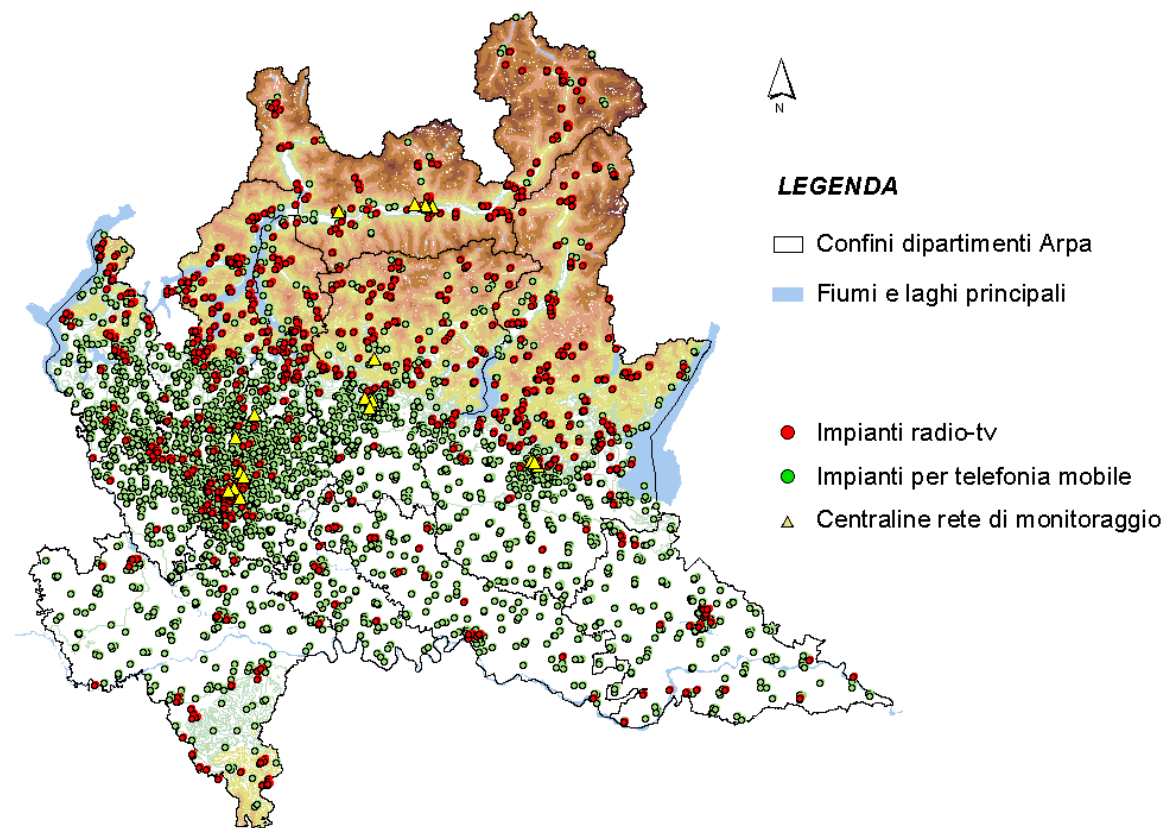 N
LEGENDA
Confini dipartimenti Arpa
Fiumi e laghi principali
Impianti radio-tv
Impianti per telefonia mobile
Centraline rete di monitoraggio